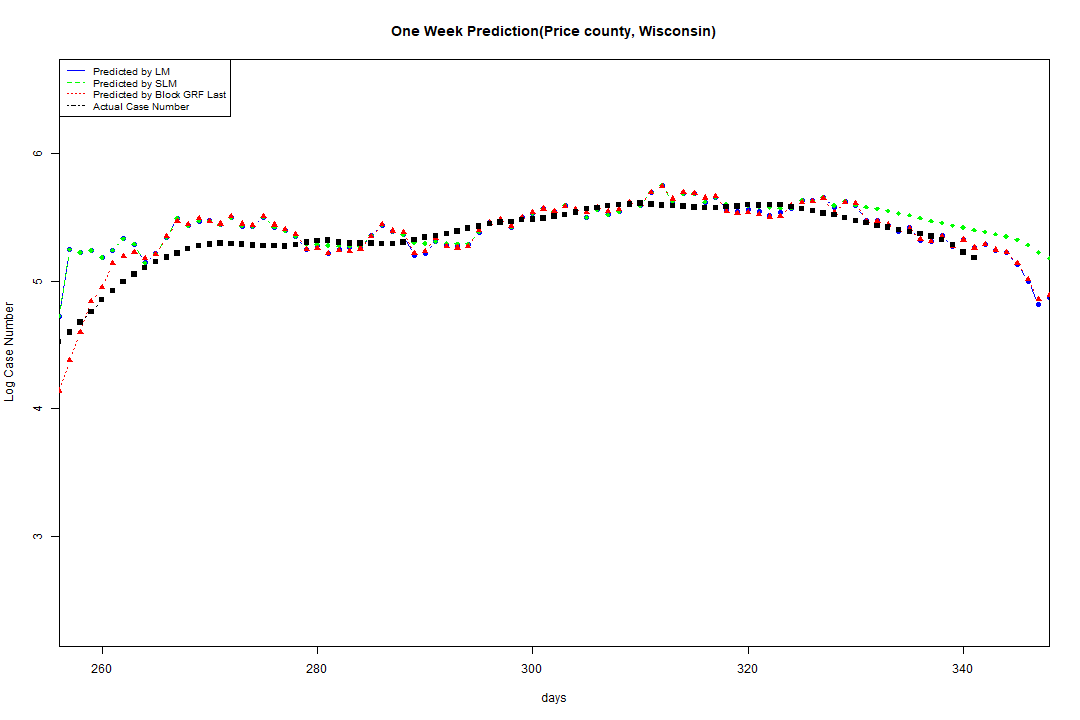 One Week Prediction(Price county, Wisconsin)
Predicted by LM
Predicted by SLM
Predicted by Block GRF Last
Actual Case Number
6
5
4
3
Log Case Number
260 280 300 320 340
days